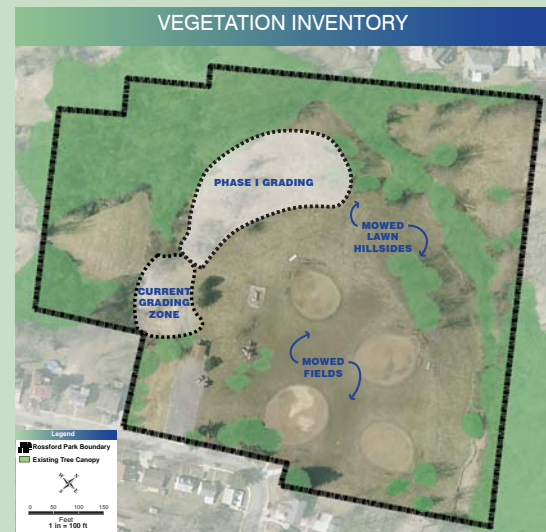 VEGETATION INVENTORY
PHASE I GRADING
MOWED
LAWN
HILLSIDES
CURRENT
GRADING
ZONE
MOWED
FIELDS
Legend
Rossford Park Boundary
Existing Tree Canopy
0 50 100 150
Feet
1 in = 100 ft